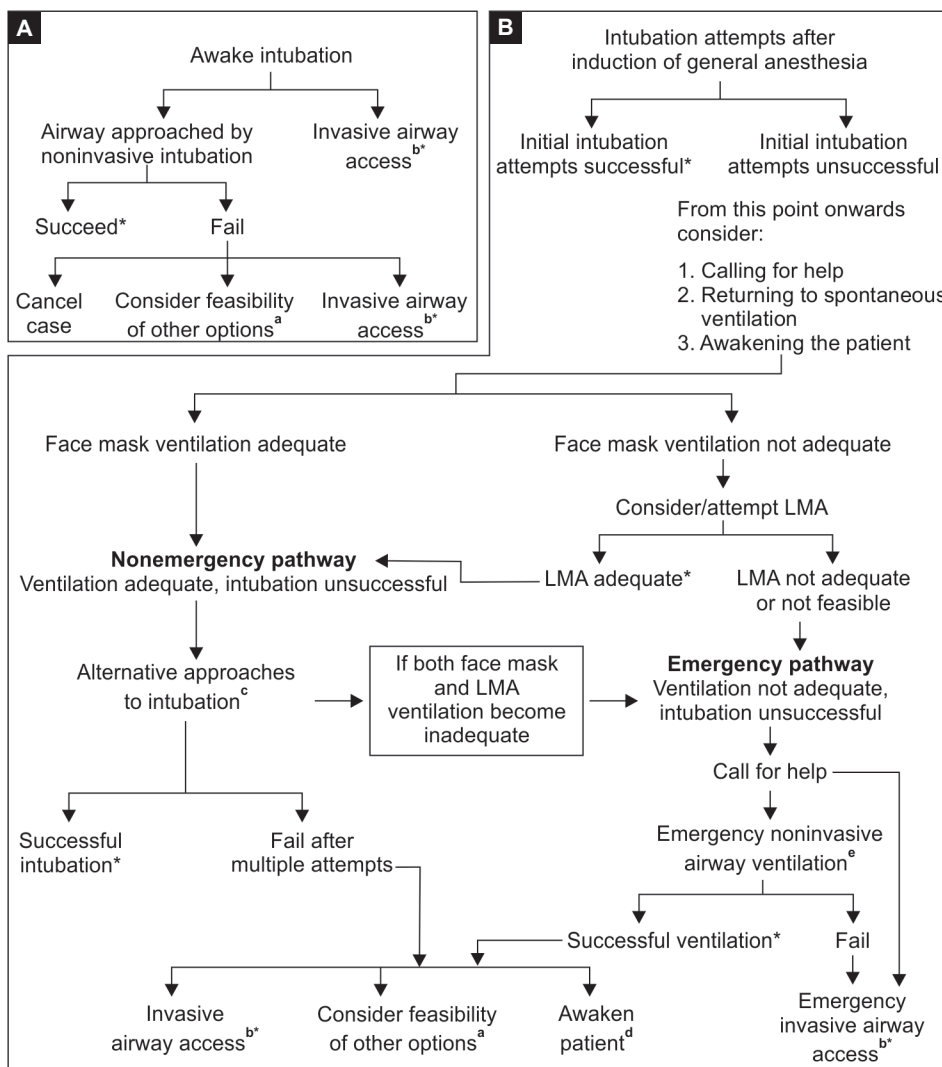 A
Awake intubation
Airway approached by
noninvasive intubation
Invasive airway
access b*
Succeed*
Fail
Cancel
case
Consider feasibility
of other options a
Invasive airway
access b*
B
Intubation attempts after
induction of general anesthesia
Initial intubation
attempts successful*
Initial intubation
attempts unsuccessful
From this point onwards
consider:
1. Calling for help
2. Returning to spontaneous
ventilation
3. Awakening the patient
Face mask ventilation adequate
Face mask ventilation not adequate
Consider/attempt LMA
Nonemergency pathway
Ventilation adequate, intubation unsuccessful
LMA adequate*
LMA not adequate
or not feasible
Alternative approaches
to intubation c
If both face mask
and LMA
ventilation become
inadequate
Emergency pathway
Ventilation not adequate,
intubation unsuccessful
Call for help
Successful
intubation*
Fail after
multiple attempts
Emergency noninvasive
airway ventilation e
Successful ventilation*
Fail
Invasive
airway access b*
Consider feasibility
of other options a
Awaken
patient d
Emergency
invasive airway
access b*